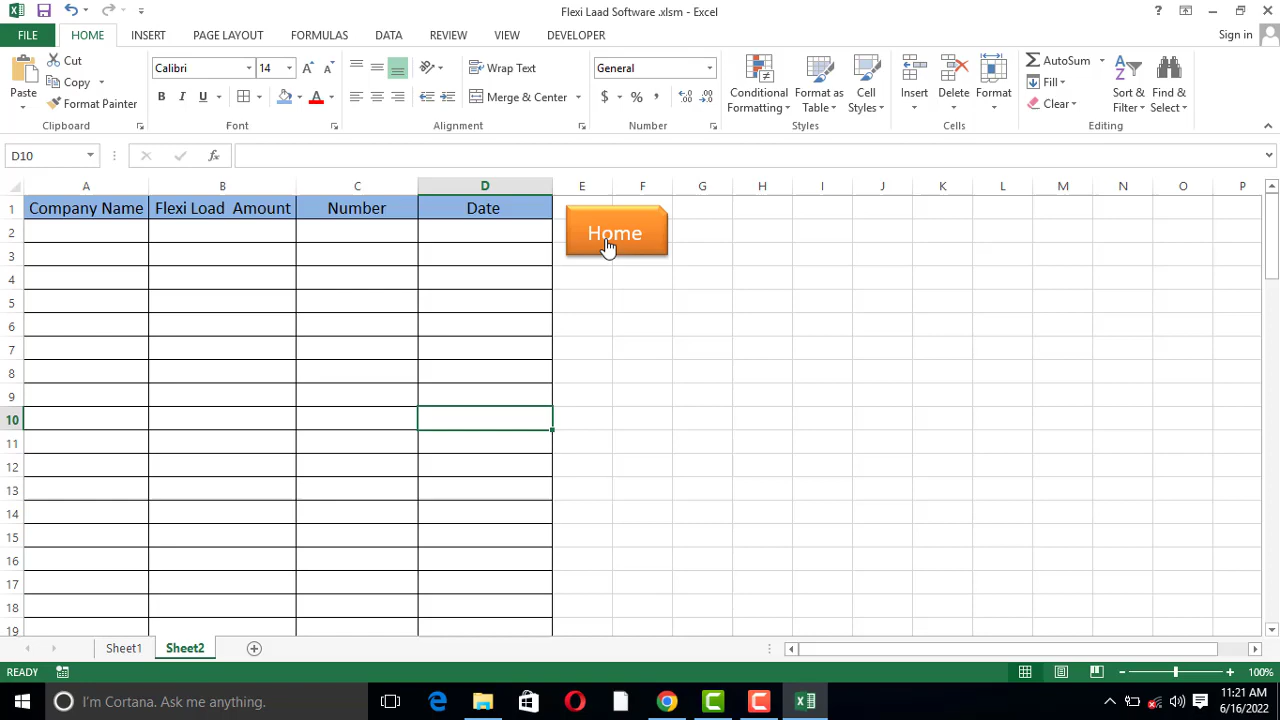 Flexi Laad Software .xlsm - Excel
FILE HOME INSERT PAGE LAYOUT FORMULAS DATA REVIEW VIEW DEVELOPER Sign in
Cut
Copy
Format Painter
Paste
Clipboard
Calibri 14
B I U A
Font
Wrap Text
Merge & Center
Alignment
General
$ % ,
Number
Conditional Formatting
Format as Table
Cell Styles
Styles
Insert Delete Format
Cells
AutoSum
Fill
Clear
Sort & Filter
Find & Select
Editing
D10 fx
A B C D E F G H I J K L M N O P
1 Company Name Flexi Load  Amount Number Date
Home
2
3
4
5
6
7
8
9
10
11
12
13
14
15
16
17
18
19
Sheet1 Sheet2
READY 100%
I'm Cortana. Ask me anything.
11:21 AM
6/16/2022